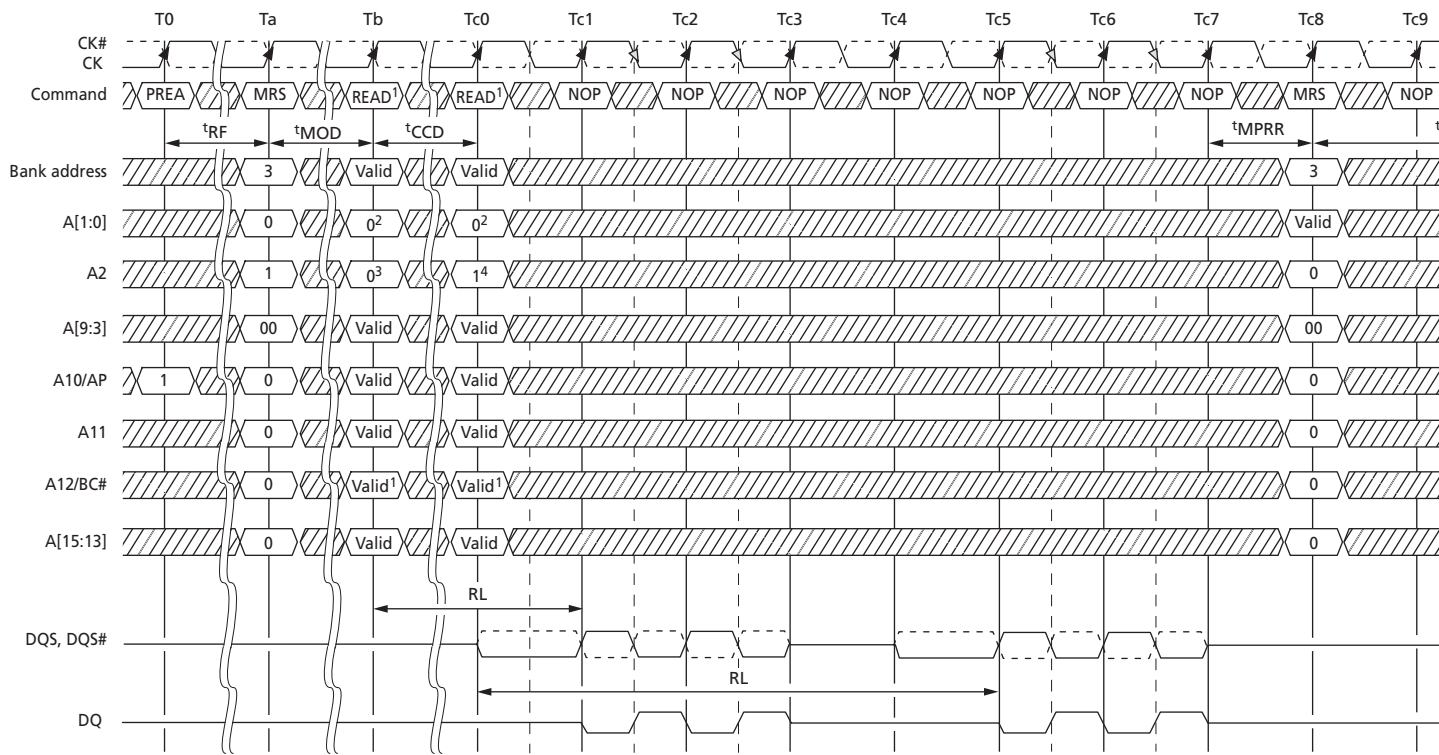 T0 Ta Tb Tc0 Tc1 Tc2 Tc3 Tc4 Tc5 Tc6 Tc7 Tc8 Tc9
CK#
CK
Command PREA MRS READ1 READ1 NOP NOP NOP NOP NOP NOP NOP MRS NOP
tRF tMOD tCCD tMPRR t
Bank address 3 Valid Valid 3
A[1:0] 0 02 02 Valid
A2 1 03 14 0
A[9:3] 00 Valid Valid 00
A10/AP 1 0 Valid Valid 0
A11 0 Valid Valid 0
A12/BC# 0 Valid1 Valid1 0
A[15:13] 0 Valid Valid 0
RL
DQS, DQS#
RL
DQ